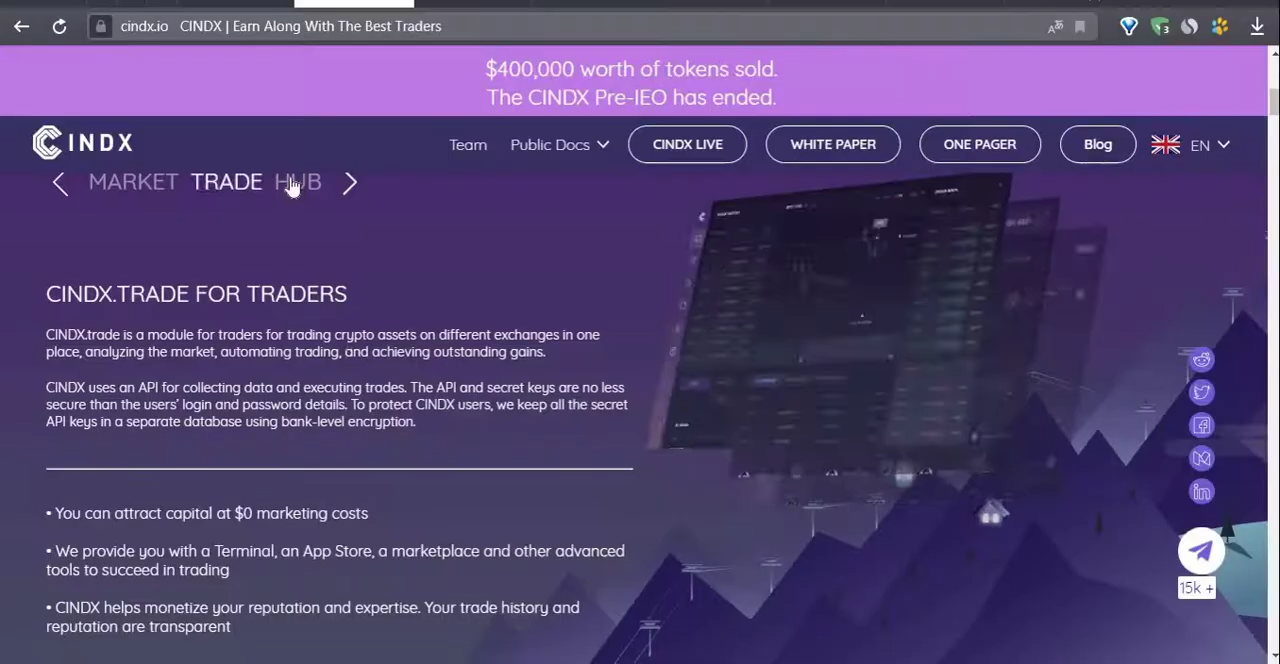 cindx.io CINDX | Earn Along With The Best Traders
3
$400,000 worth of tokens sold.
The CINDX Pre-IEO has ended.
CINDX
Team
Public Docs
CINDX LIVE
WHITE PAPER
ONE PAGER
Blog
EN
MARKET TRADE HUB
CINDX.TRADE FOR TRADERS
CINDX.trade is a module for traders for trading crypto assets on different exchanges in one
place, analyzing the market, automating trading, and achieving outstanding gains.
CINDX uses an API for collecting data and executing trades. The API and secret keys are no less
secure than the users' login and password details. To protect CINDX users, we keep all the secret
API keys in a separate database using bank-level encryption.
• You can attract capital at $0 marketing costs
• We provide you with a Terminal, an App Store, a marketplace and other advanced
tools to succeed in trading
• CINDX helps monetize your reputation and expertise. Your trade history and
reputation are transparent
15k +